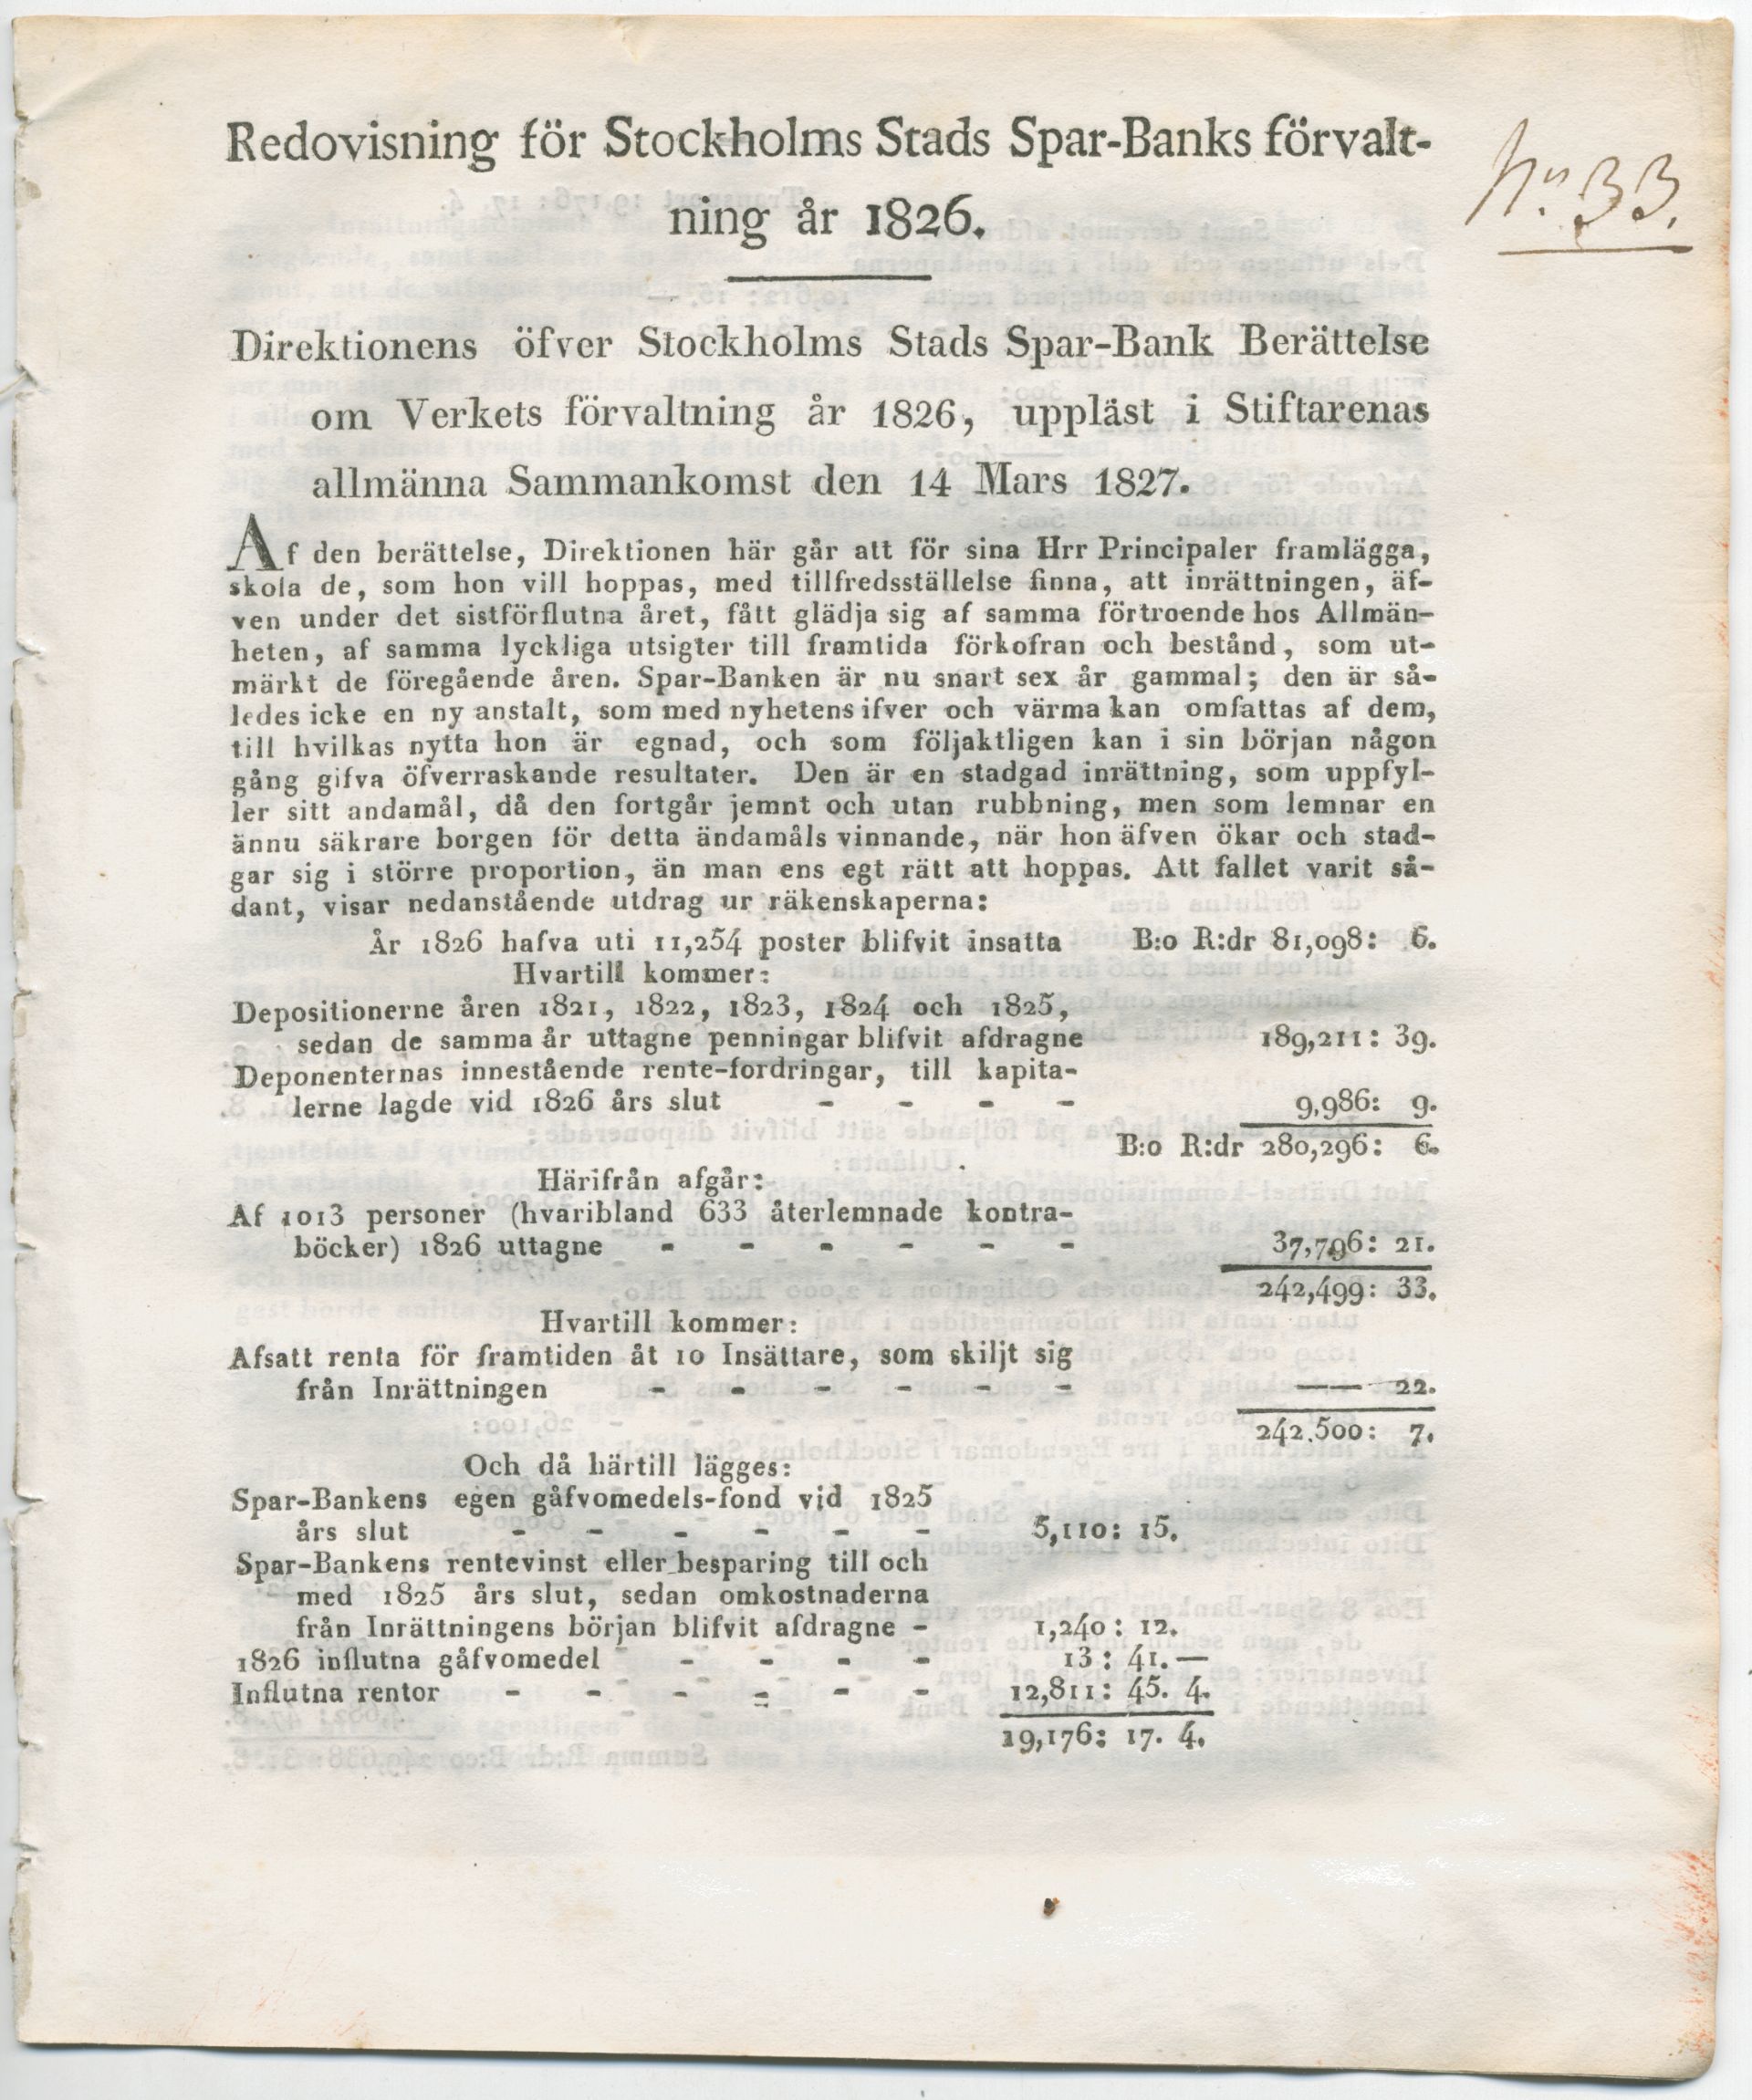 Redovisning för Stockholms Stads Spar-Banks förvalt-
ning år 1826.
N:o 33.
Direktionens öfver Stockholms Stads Spar-Bank Berättelse
om Verkets förvaltning år 1826, uppläst i Stiftarenas
allmänna Sammankomst den 14 Mars 1827.
Af den berättelse, Direktionen här går att för sina Hrr Principaler framlägga,
skola de, som hon vill hoppas, med tillfredsställelse finna, att inrättningen, äf-
ven under det sistförflutna året, fått glädja sig af samma förtroende hos Allmän-
heten, af samma lyckliga utsigter till framtida förkofran och bestånd, som ut-
märkt de föregående åren. Spar-Banken är nu snart sex år gammal; den är så-
ledes icke en ny anstalt, som med nyhetens ifver och värma kan omfattas af dem,
till hvilkas nytta hon är egnad, och som följaktligen kan i sin början någon
gång gifva öfverraskande resultater. Den är en stadgad inrättning, som uppfyl-
ler sitt andamål, då den fortgår jemnt och utan rubbning, men som lemnar en
ännu säkrare borgen för detta ändamåls vinnande, när hon äfven ökar och stad-
gar sig i större proportion, än man ens egt rätt att hoppas. Att fallet varit så-
dant, visar nedanstående utdrag ur räkenskaperna:
År 1826 hafva uti 11,254 poster blifvit insatta B:o R:dr 81,098: 6.
Hvartill kommer:
Depositionerne åren 1821, 1822, 1823, 1824 och 1825,
sedan de samma år uttagne penningar blifvit afdragne 189,211: 39.
Deponenternas innestående rente-fordringar, till kapita-
lerne lagde vid 1826 års slut - - - - 9,986: 9.
B:o R:dr 280,296: 6.
Härifrån afgår:
Af 1013 personer (hvaribland 633 återlemnade kontra-
böcker) 1826 uttagne - - - - - - 37,796: 21.
242,499: 33.
Hvartill kommer:
Afsatt renta för framtiden åt 10 Insättare, som skiljt sig
från Inrättningen - - - - - - —— 22.
242.500: 7.
Och då härtill lägges:
Spar-Bankens egen gåfvomedels-fond vid 1825
års slut - - - - - - 5,110: 15.
Spar-Bankens rentevinst eller besparing till och
med 1825 års slut, sedan omkostnaderna
från Inrättningens början blifvit afdragne - 1,240: 12.
1826 influtna gåfvomedel - - - - 13: 41. —
Influtna rentor - - - - - - 12,811: 45. 4.
19,176: 17. 4.